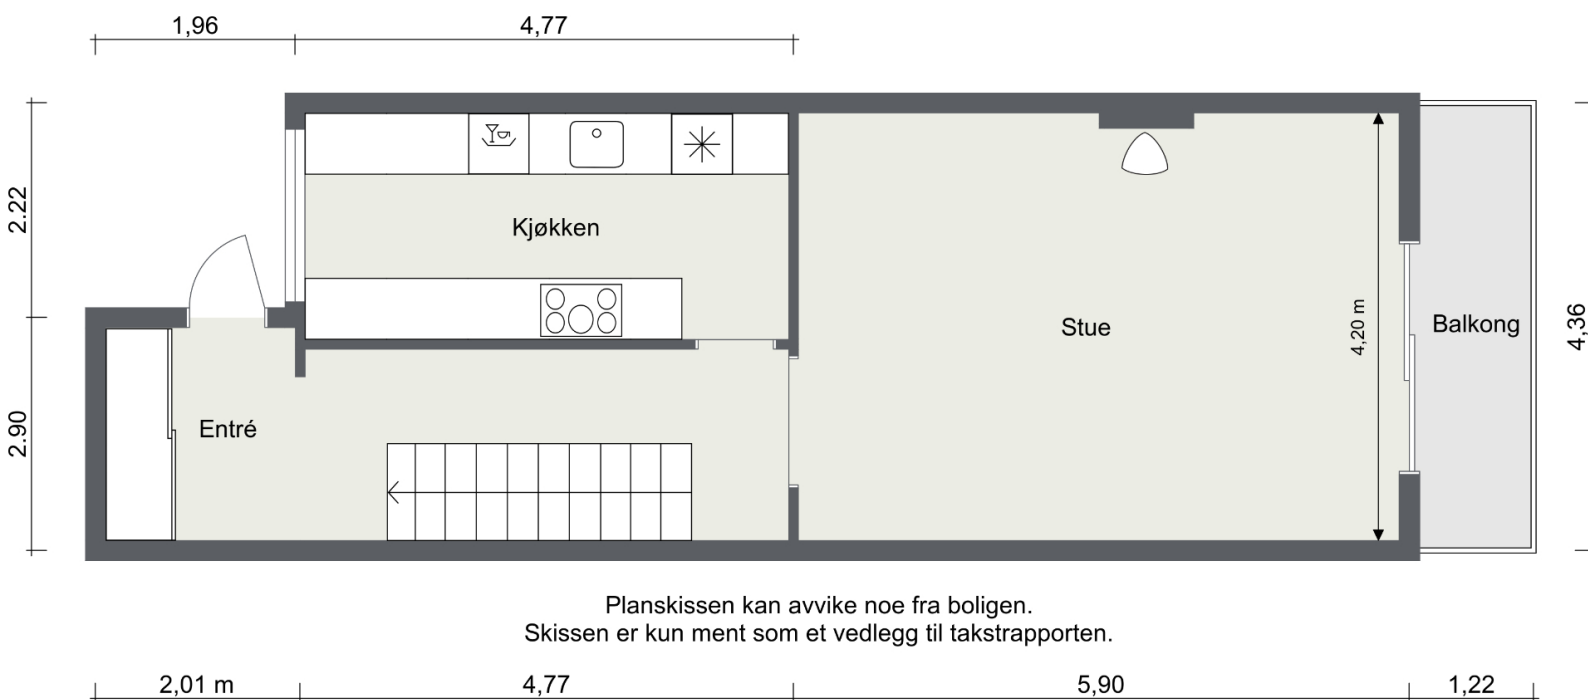 1,96
4,77
2.22
Kjøkken
Stue
4,20 m
Balkong
4,36
2.90
Entré
Planskissen kan avvike noe fra boligen.
Skissen er kun ment som et vedlegg til takstrapporten.
2,01 m
4,77
5,90
1,22